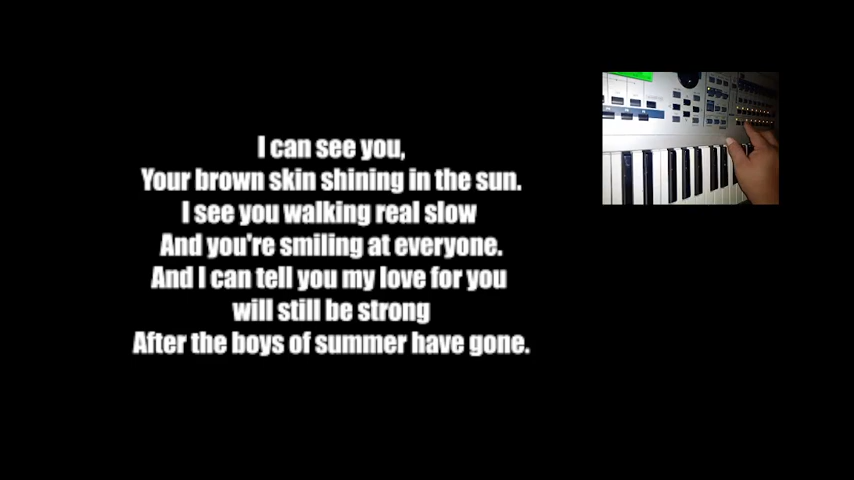 I can see you,
Your brown skin shining in the sun.
I see you walking real slow
And you're smiling at everyone.
And I can tell you my love for you
will still be strong
After the boys of summer have gone.